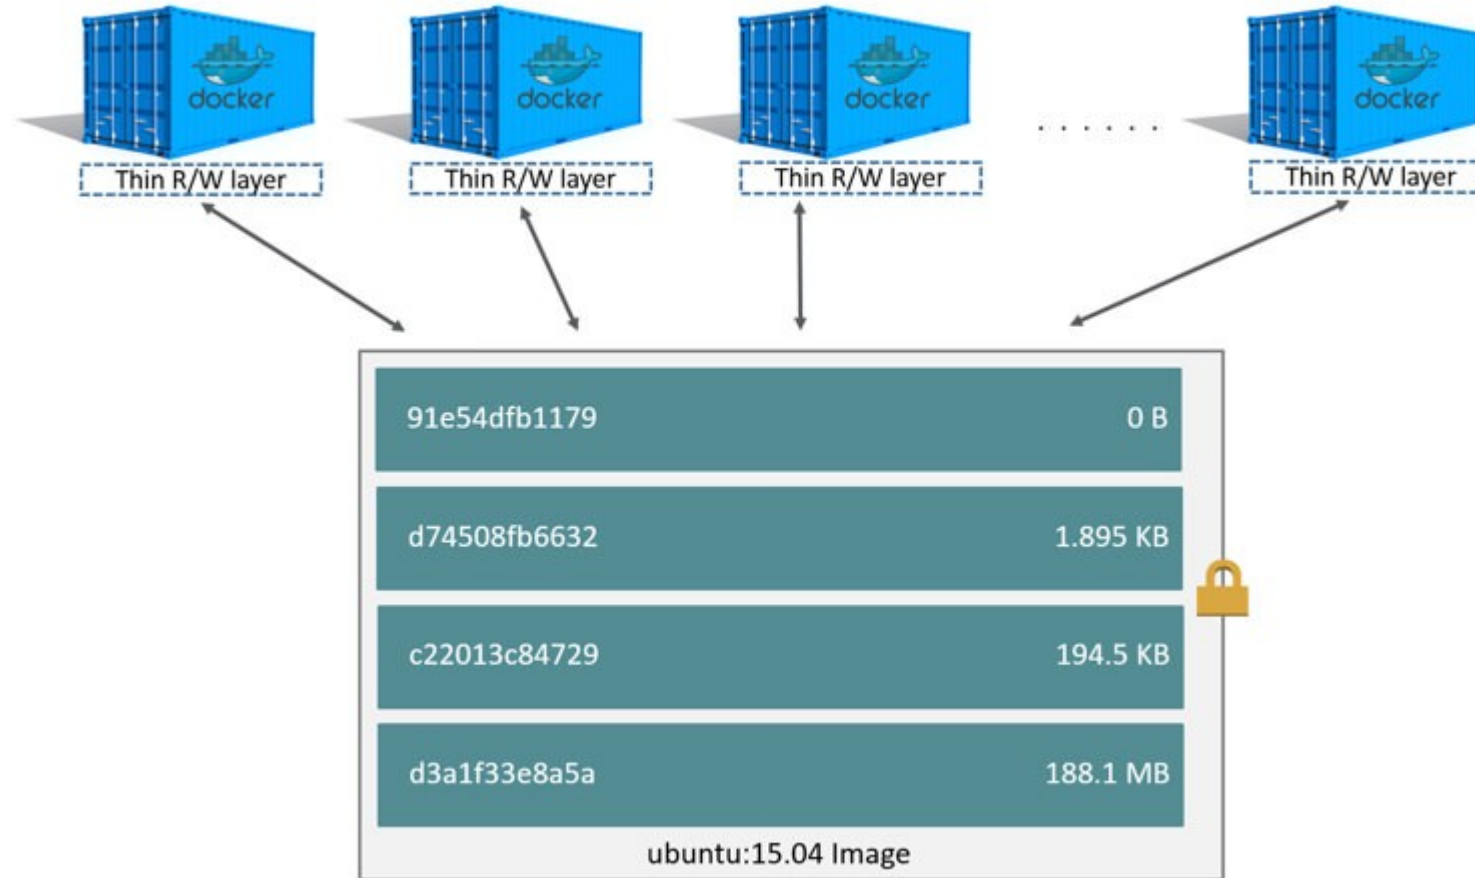 docker docker docker docker
. . . . . .
Thin R/W layer Thin R/W layer Thin R/W layer Thin R/W layer
91e54dfb1179 0 B
d74508fb6632 1.895 KB
c22013c84729 194.5 KB
d3a1f33e8a5a 188.1 MB
ubuntu:15.04 Image